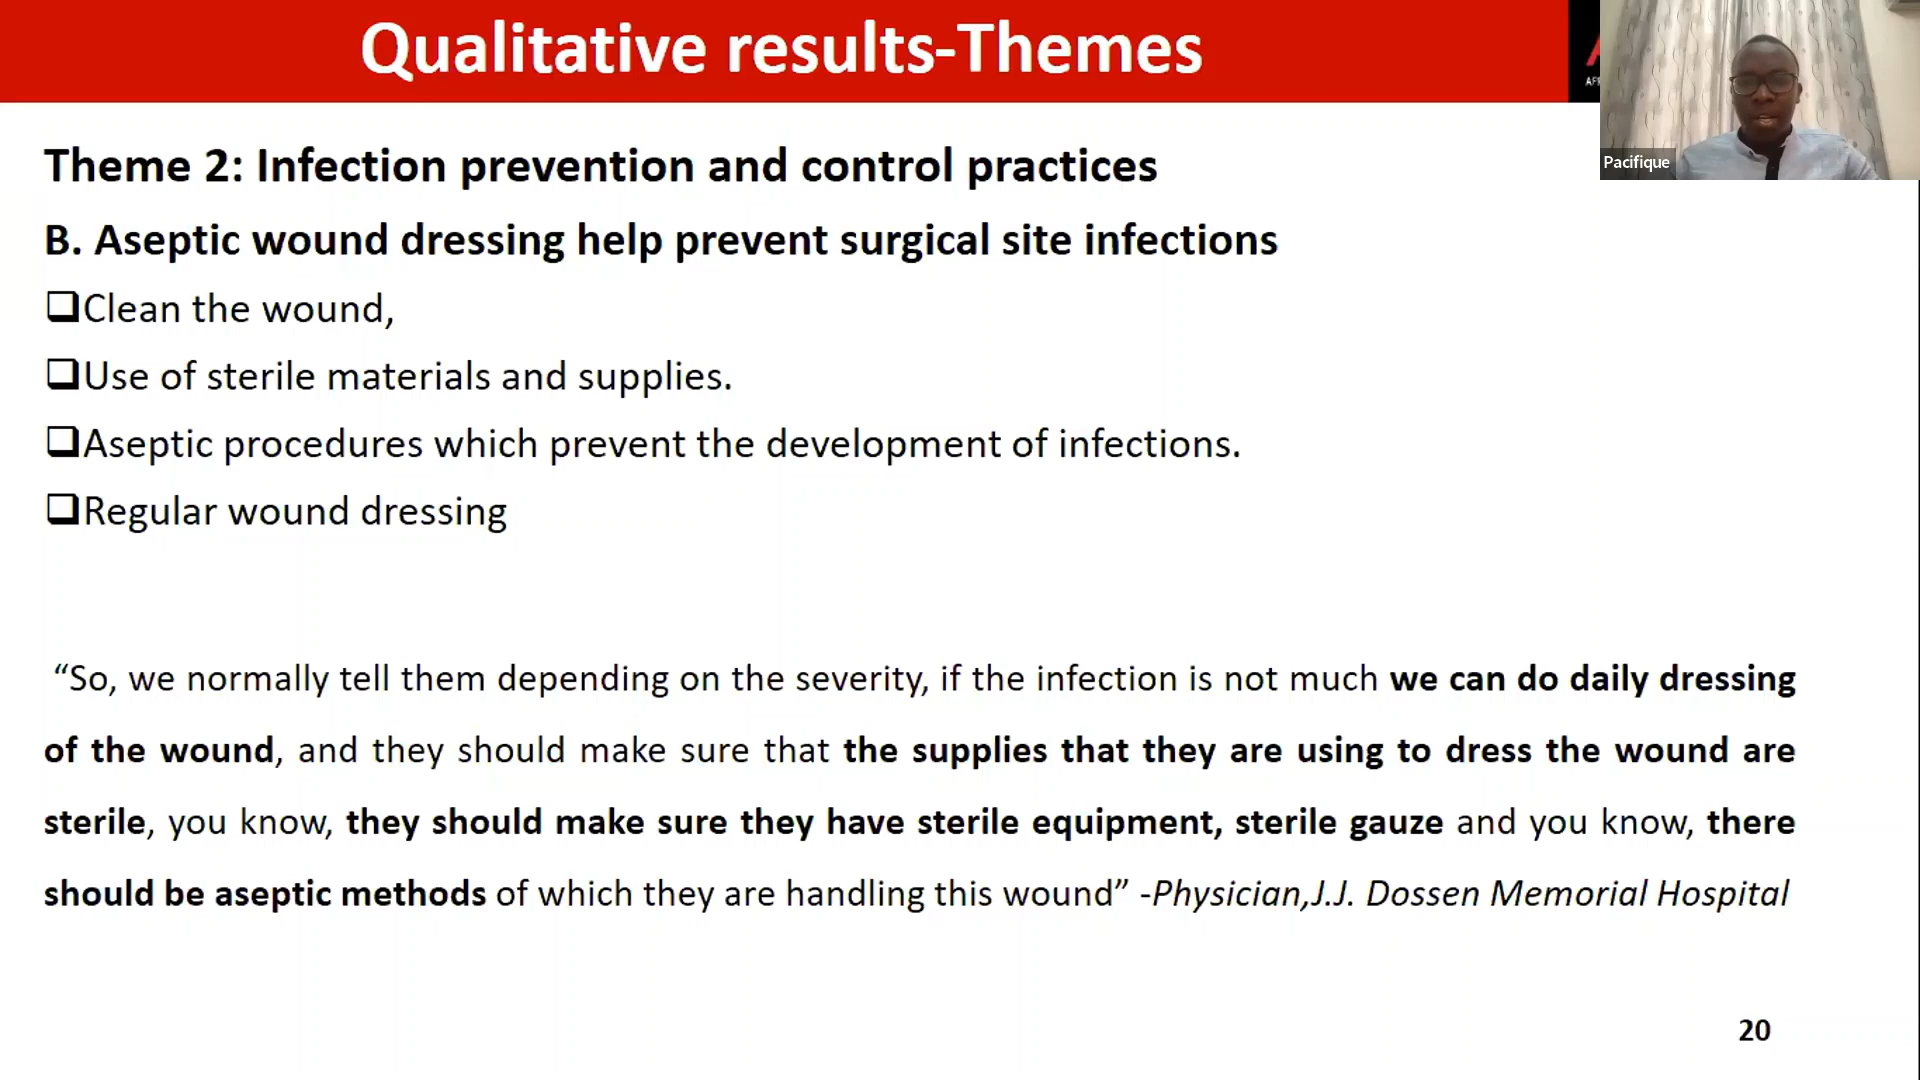 Qualitative results-Themes
AF
Pacifique
Theme 2: Infection prevention and control practices
B. Aseptic wound dressing help prevent surgical site infections
❑Clean the wound,
❑Use of sterile materials and supplies.
❑Aseptic procedures which prevent the development of infections.
❑Regular wound dressing
“So, we normally tell them depending on the severity, if the infection is not much we can do daily dressing
of the wound, and they should make sure that the supplies that they are using to dress the wound are
sterile, you know, they should make sure they have sterile equipment, sterile gauze and you know, there
should be aseptic methods of which they are handling this wound” -Physician,J.J. Dossen Memorial Hospital
20